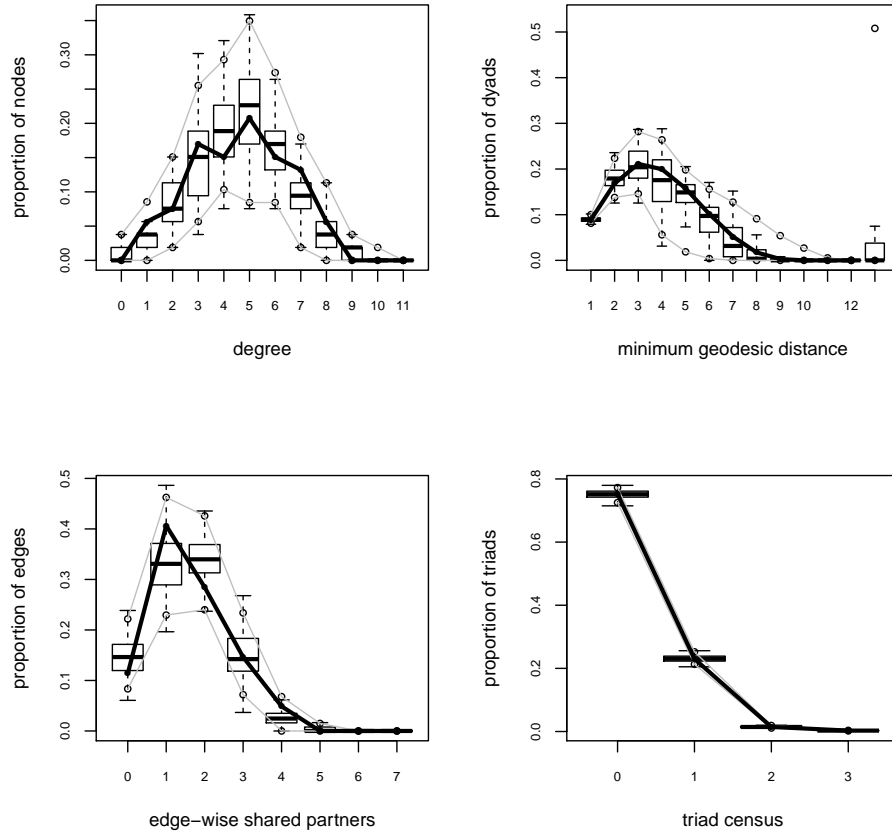 proportion of nodes
0.00 0.10 0.20 0.30
0 1 2 3 4 5 6 7 8 9 10 11
degree
proportion of dyads
0.0 0.1 0.2 0.3 0.4 0.5
1 2 3 4 5 6 7 8 9 10 12
minimum geodesic distance
proportion of edges
0.0 0.1 0.2 0.3 0.4 0.5
0 1 2 3 4 5 6 7
edge−wise shared partners
proportion of triads
0.0 0.2 0.4 0.6 0.8
0 1 2 3
triad census